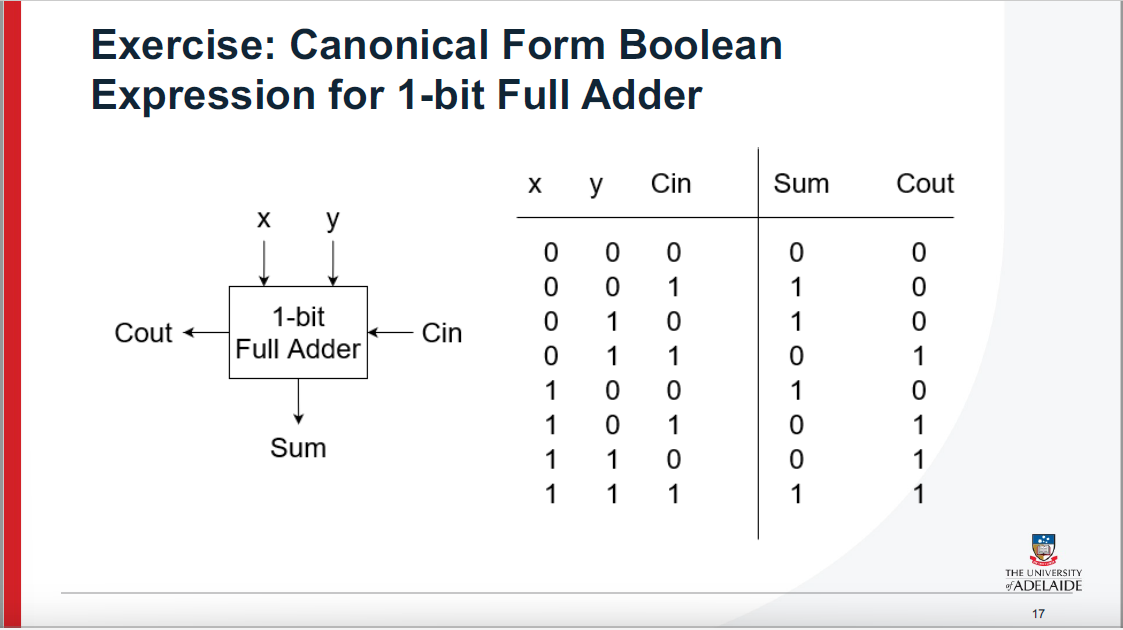 Exercise: Canonical Form Boolean
Expression for 1-bit Full Adder
x y
1-bit
Full Adder
Cout
Cin
Sum
x y Cin Sum Cout
0 0 0 0 0
0 0 1 1 0
0 1 0 1 0
0 1 1 0 1
1 0 0 1 0
1 0 1 0 1
1 1 0 0 1
1 1 1 1 1
THE UNIVERSITY
of ADELAIDE
17